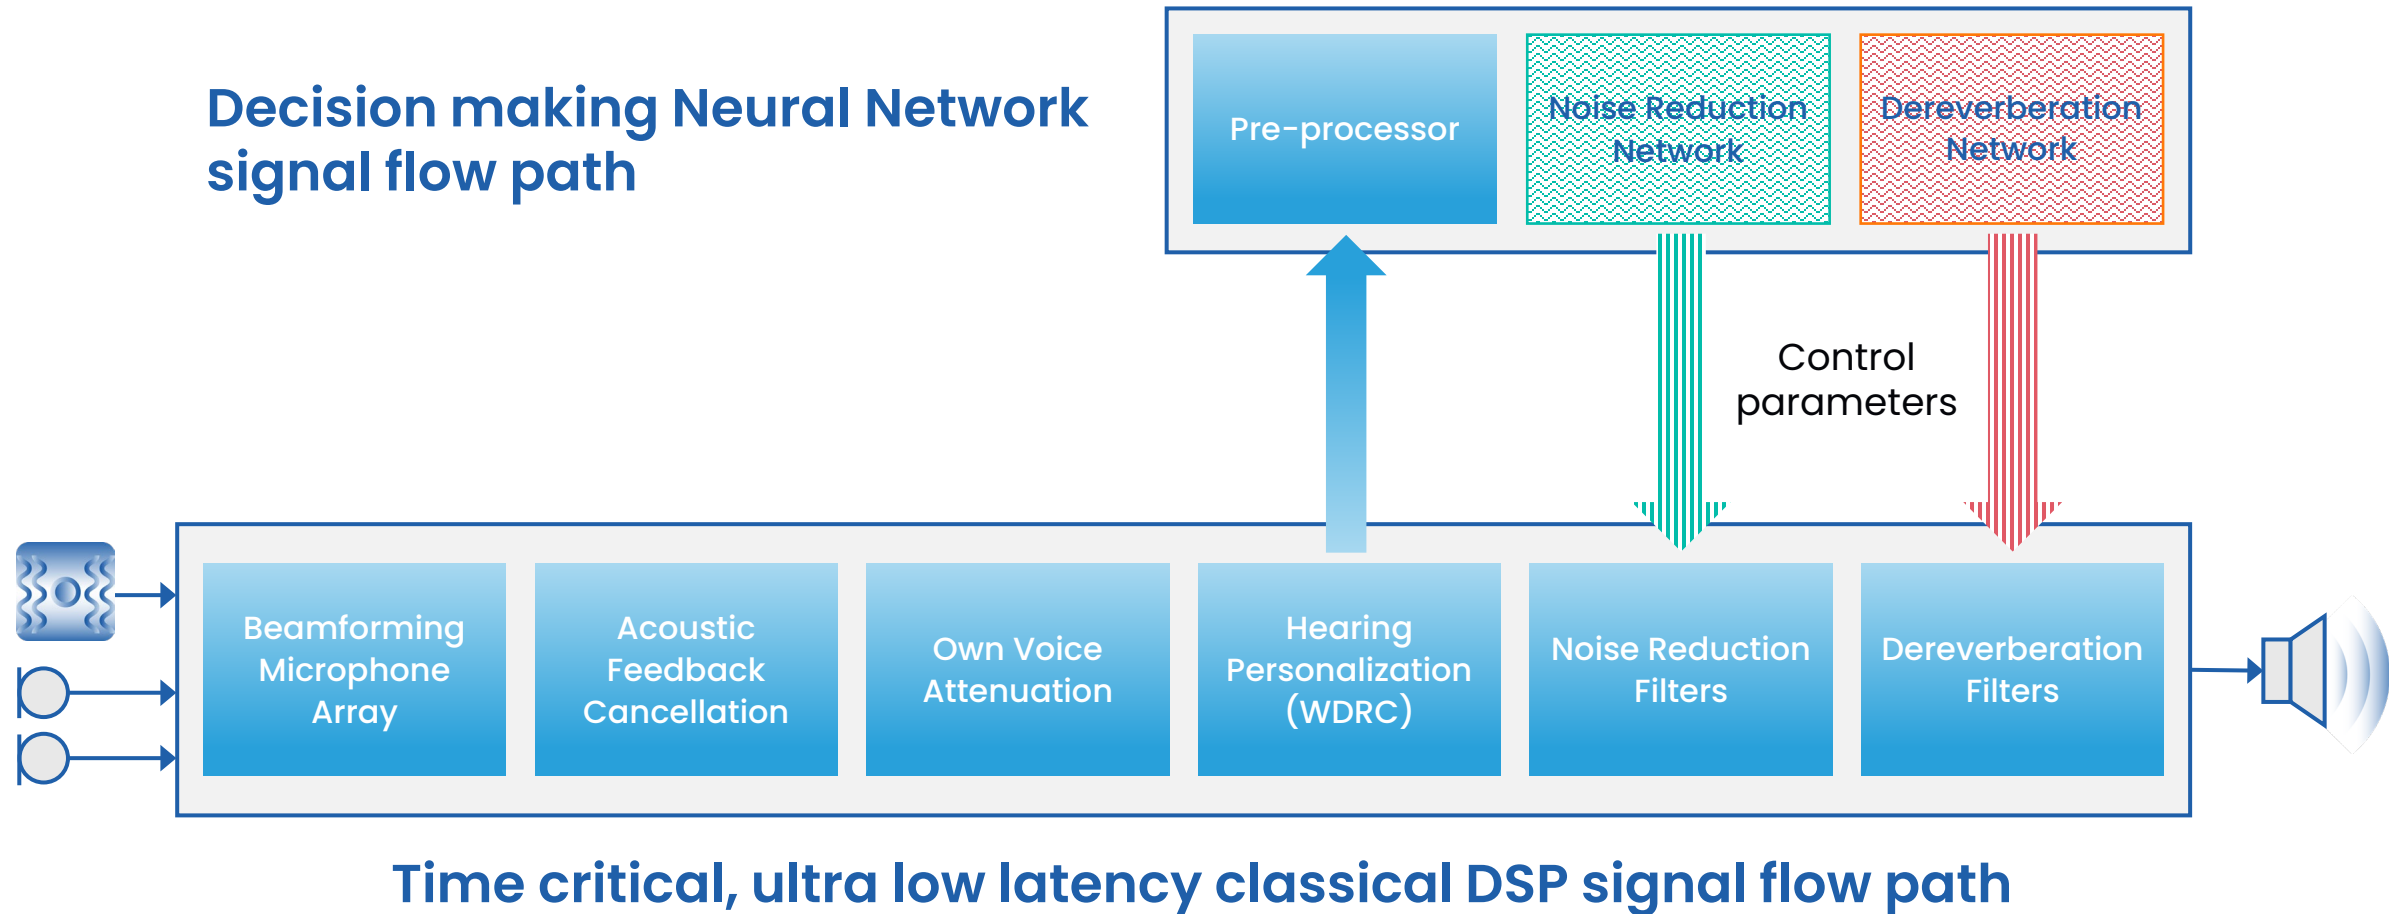 Decision making Neural Network
signal flow path
Pre-processor
Noise Reduction
Network
Dereverberation
Network
Control
parameters
Beamforming
Microphone
Array
Acoustic
Feedback
Cancellation
Own Voice
Attenuation
Hearing
Personalization
(WDRC)
Noise Reduction
Filters
Dereverberation
Filters
Time critical, ultra low latency classical DSP signal flow path